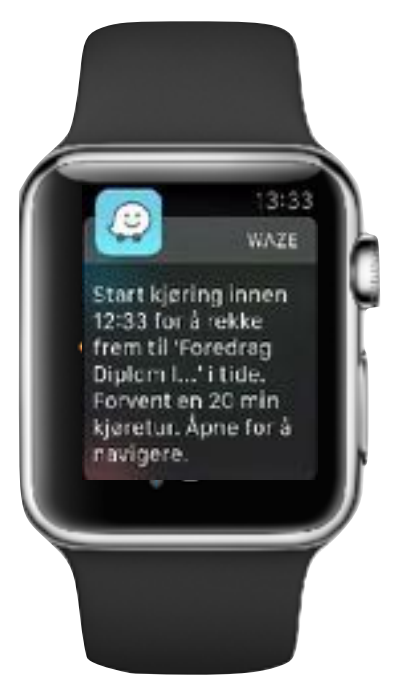 13:33
WAZE
Start kjøring innen
12:33 for å rekke
frem til 'Foredrag
Diplom I...' i tide.
Forvent en 20 min
kjøretur. Åpne for å
navigere.